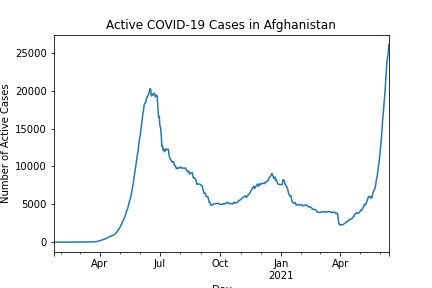 Active COVID-19 Cases in Afghanistan
Number of Active Cases
25000
20000
15000
10000
5000
0
Apr Jul Oct Jan Apr
2021